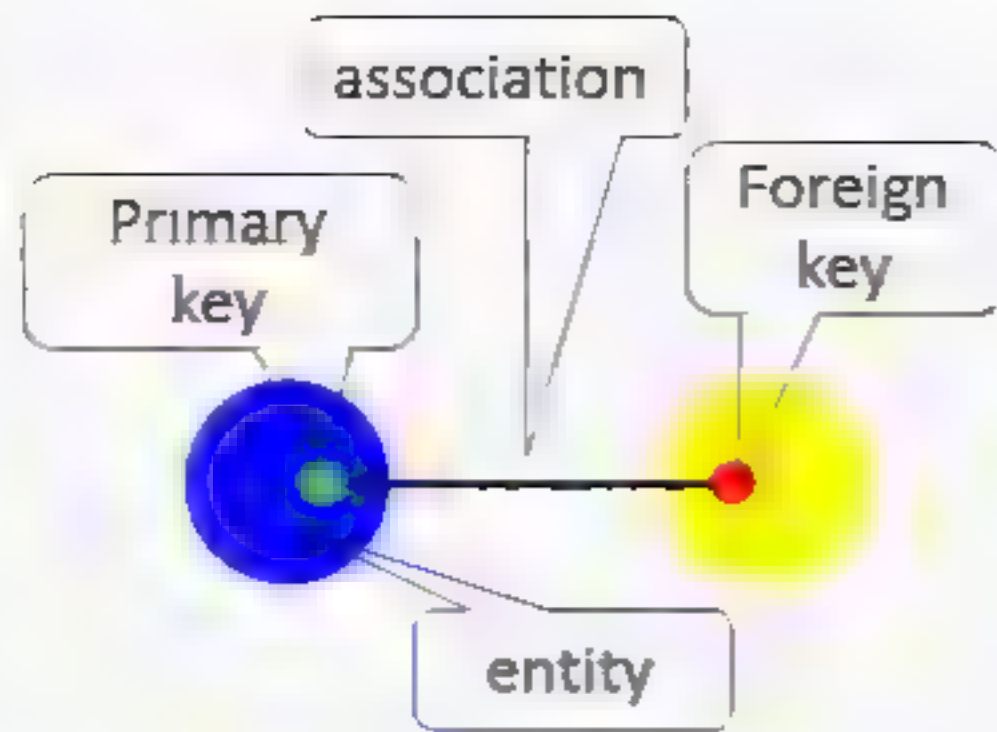 association
Primary
key
Foreign
key
entity